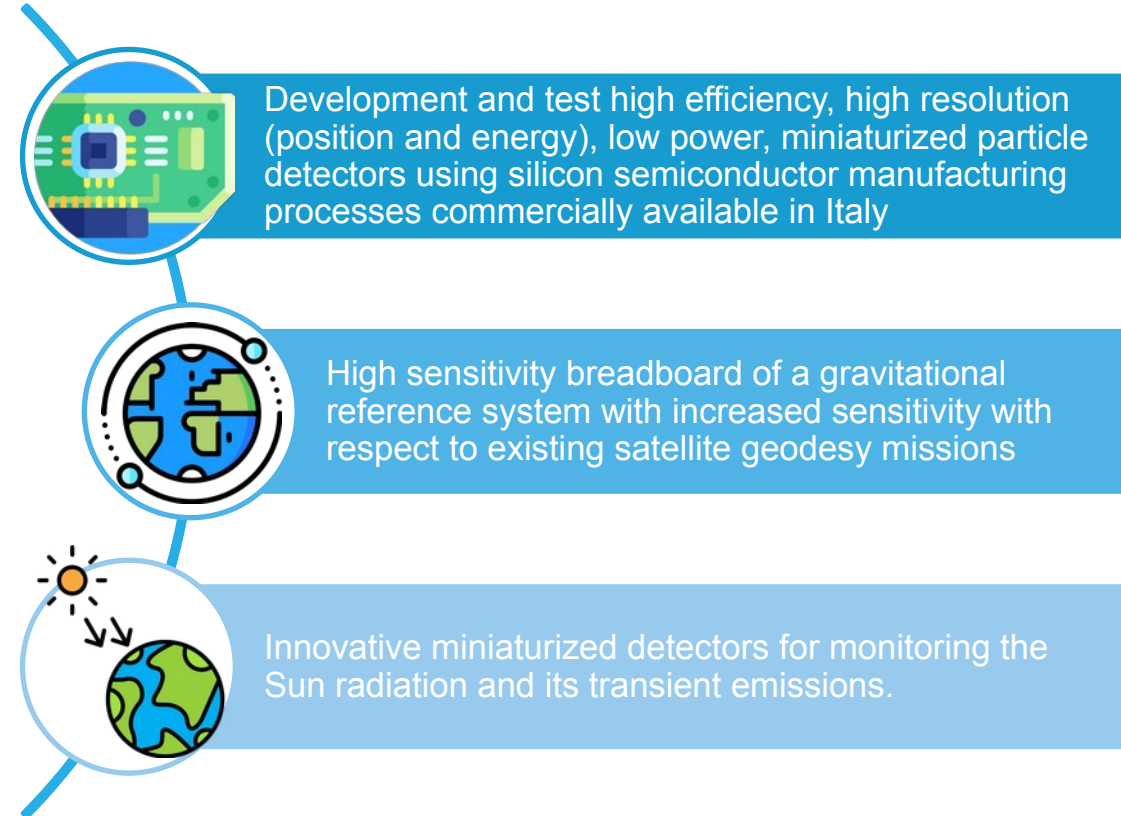 Development and test high efficiency, high resolution
(position and energy), low power, miniaturized particle
detectors using silicon semiconductor manufacturing
processes commercially available in Italy
High sensitivity breadboard of a gravitational
reference system with increased sensitivity with
respect to existing satellite geodesy missions
Innovative miniaturized detectors for monitoring the
Sun radiation and its transient emissions.